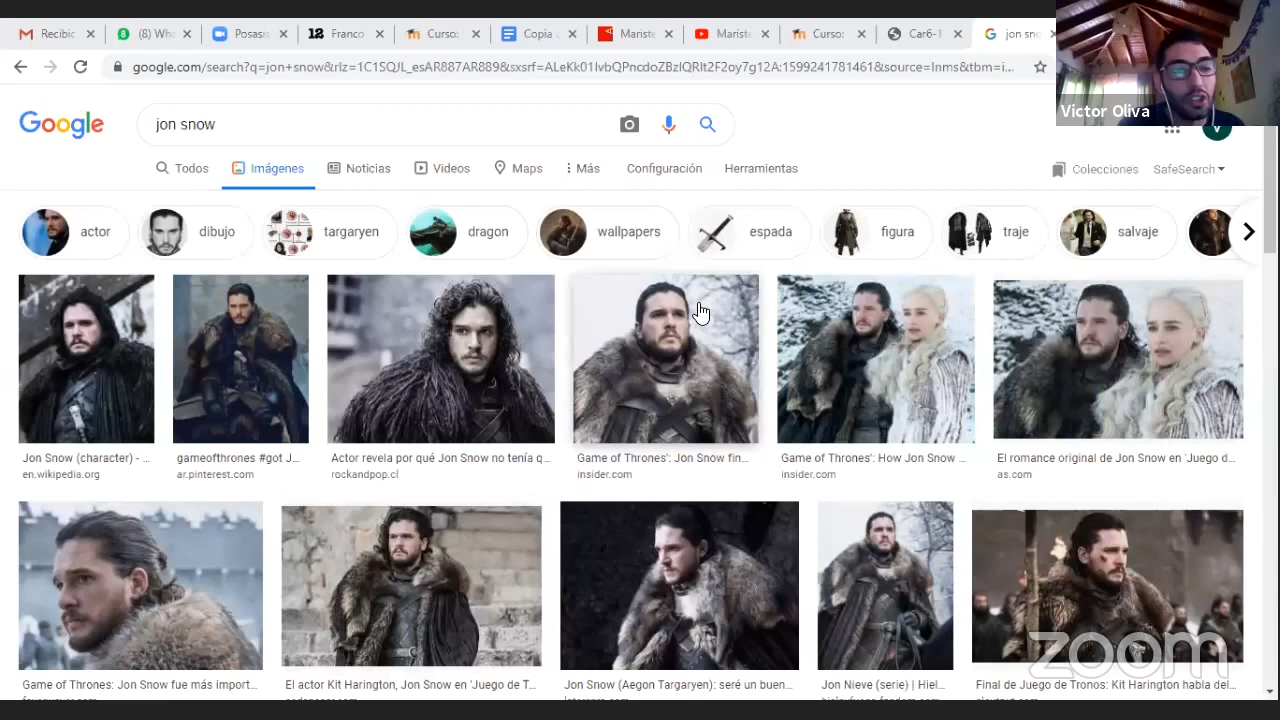 Recibic
(8) Wh
Posasis
Franco
Curso:
Copia
Mariste
Mariste
Curso:
Car6-1
jon sno
google.com/search?q=jon+snow&rlz=1C1SQJL_esAR887AR889&sxsrf=ALeKk01IvbQPncdoZBzlQRlt2F2oy7g12A:1599241781461&source=lnms&tbm=i...
Victor Oliva
Google
jon snow
Todos
Imágenes
Noticias
Videos
Maps
Más
Configuración
Herramientas
Colecciones
SafeSearch
actor
dibujo
targaryen
dragon
wallpapers
espada
figura
traje
salvaje
Jon Snow (character) - ...
en.wikipedia.org
gameofthrones #got J...
ar.pinterest.com
Actor revela por qué Jon Snow no tenía q...
rockandpop.cl
Game of Thrones': Jon Snow fin...
insider.com
Game of Thrones': How Jon Snow ...
insider.com
El romance original de Jon Snow en 'Juego d...
as.com
Game of Thrones: Jon Snow fue más import...
El actor Kit Harington, Jon Snow en 'Juego de T...
Jon Snow (Aegon Targaryen): seré un buen...
Jon Nieve (serie) | Hiel...
Final de Juego de Tronos: Kit Harington habla del...
zoom